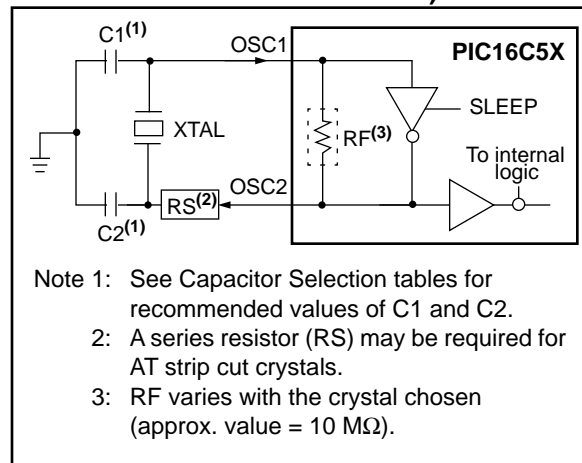 C1(1)
OSC1
PIC16C5X
SLEEP
XTAL
RF(3)
To internal
logic
OSC2
RS(2)
C2(1)
Note 1: See Capacitor Selection tables for
recommended values of C1 and C2.
2: A series resistor (RS) may be required for
AT strip cut crystals.
3: RF varies with the crystal chosen
(approx. value = 10 MΩ).